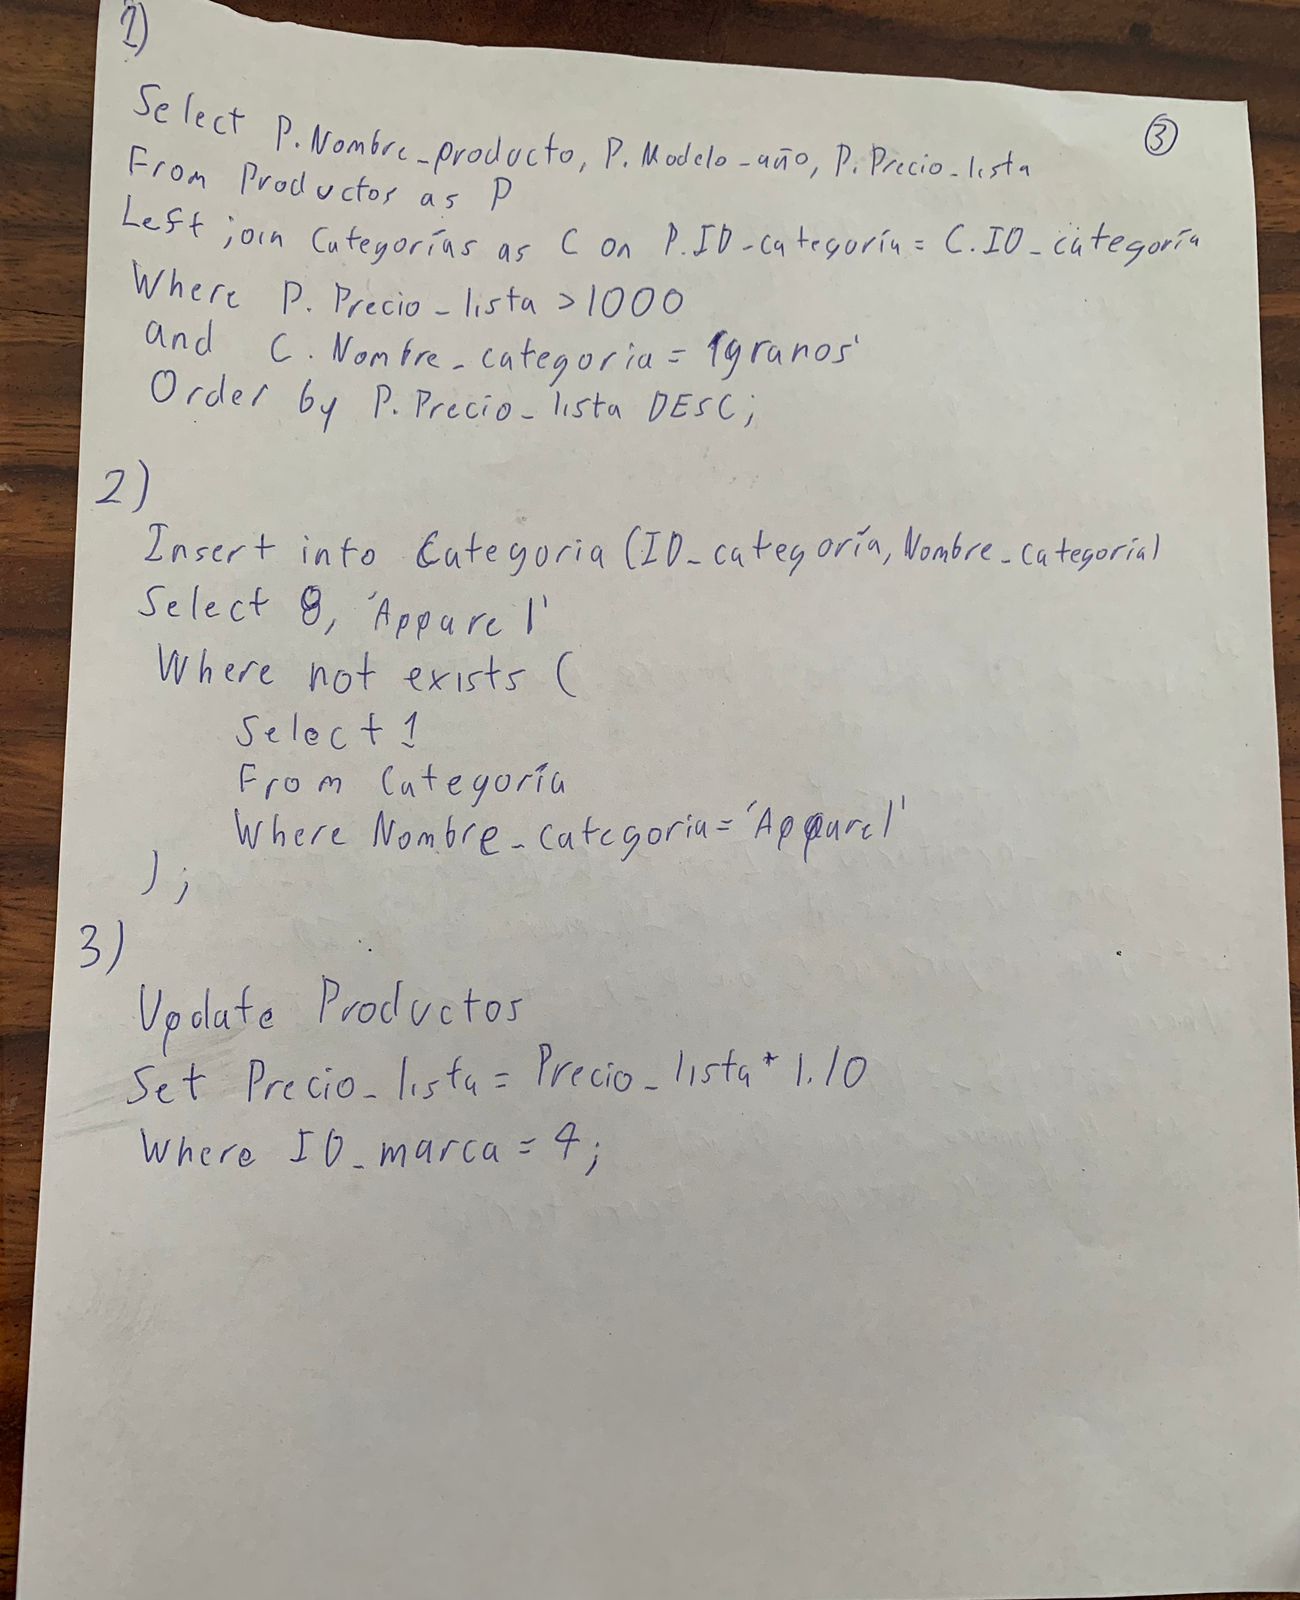 1)
③
Select P.Nombre_producto, P.Modelo_año, P.Precio_lista
From Productos as P
Left join Categorías as C on P.ID_categoría = C.ID_categoría
Where P.Precio_lista > 1000
and C.Nombre_categoria = 'granos'
Order by P.Precio_lista DESC;
2)
Insert into Categoria (ID_categoría, Nombre_categoria)
Select 8, 'Apparel'
Where not exists (
Select 1
From Categoría
Where Nombre_categoria = 'Apparel'
);
3)
Update Productos
Set Precio_lista = Precio_lista * 1.10
Where ID_marca = 4;